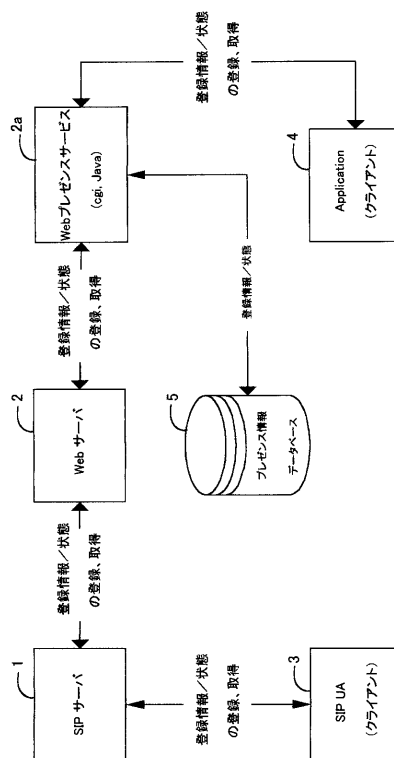 1
SIP サーバ
登録情報／状態
の登録、取得
2
Web サーバ
登録情報／状態
の登録、取得
2a
Webプレゼンスサービス
(cgi, Java)
登録情報／状態
の登録、取得
登録情報／状態
5
プレゼンス情報
データベース
登録情報／状態
の登録、取得
3
SIP UA
(クライアント)
4
Application
(クライアント)